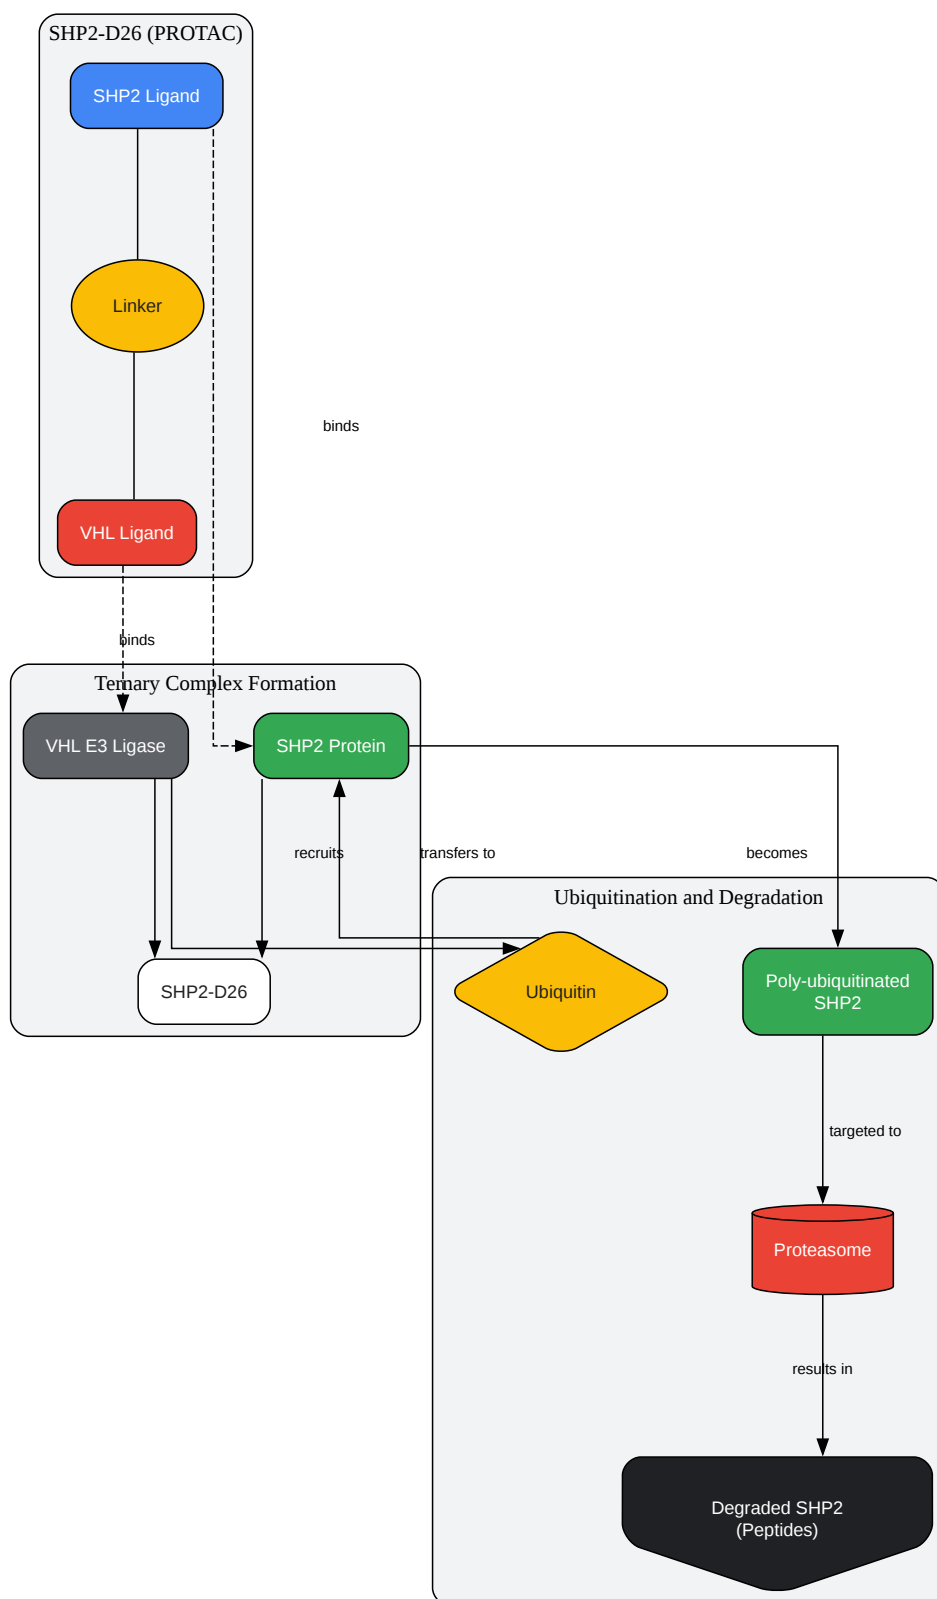 SHP2-D26 (PROTAC)
SHP2 Ligand
Linker
binds
VHL Ligand
binds
Ternary Complex Formation
VHL E3 Ligase
SHP2 Protein
recruits
transfers to
becomes
Ubiquitination and Degradation
SHP2-D26
Ubiquitin
Poly-ubiquitinated
SHP2
targeted to
Proteasome
results in
Degraded SHP2
(Peptides)